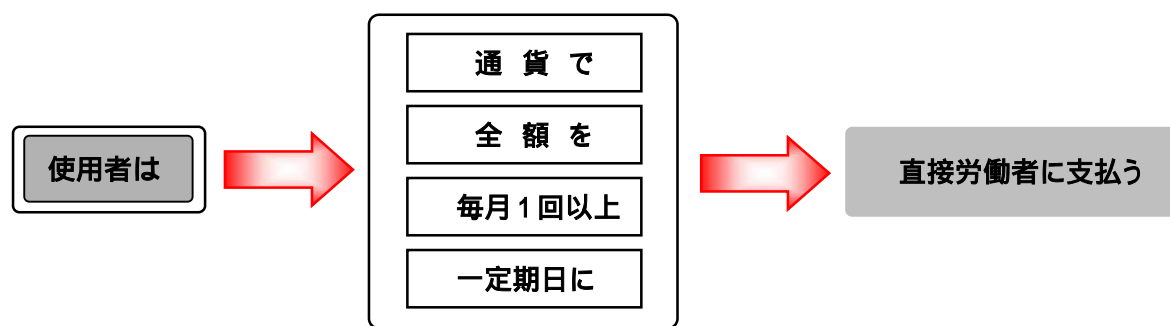 使用者は
通 貨 で
全 額 を
毎月1回以上
一定期日に
直接労働者に支払う